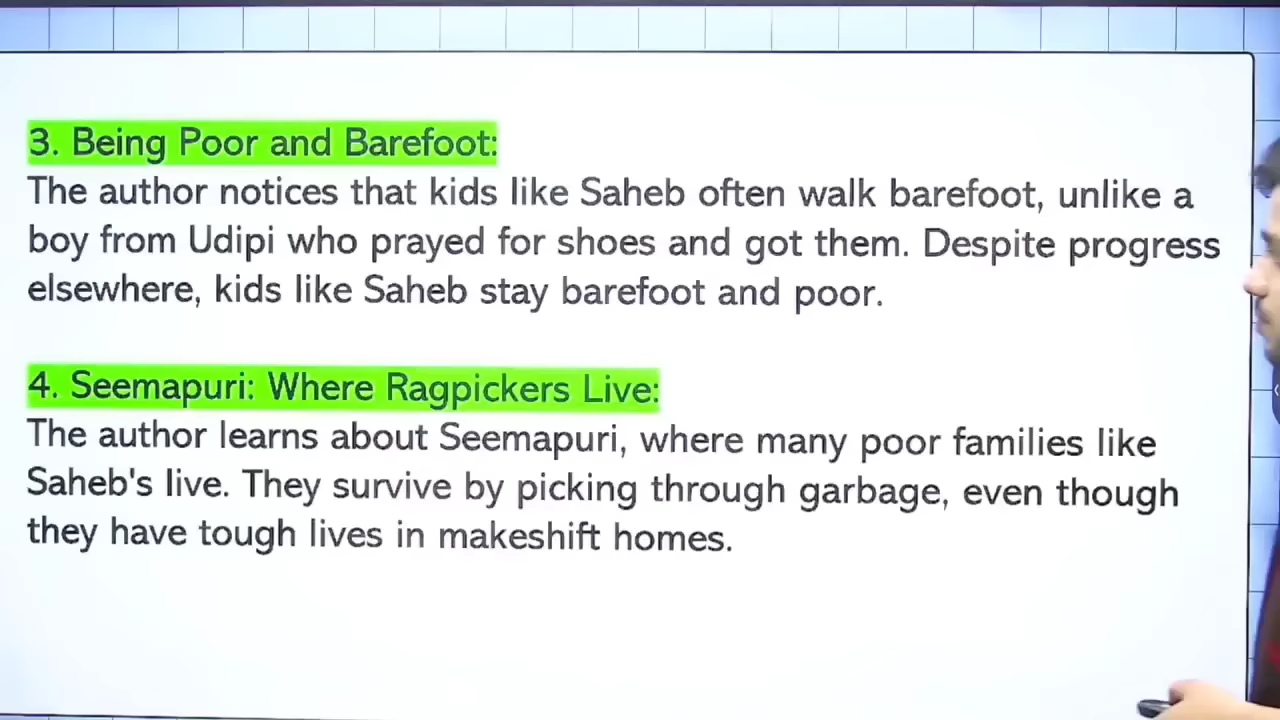 3. Being Poor and Barefoot:
The author notices that kids like Saheb often walk barefoot, unlike a
boy from Udipi who prayed for shoes and got them. Despite progress
elsewhere, kids like Saheb stay barefoot and poor.
4. Seemapuri: Where Ragpickers Live:
The author learns about Seemapuri, where many poor families like
Saheb's live. They survive by picking through garbage, even though
they have tough lives in makeshift homes.